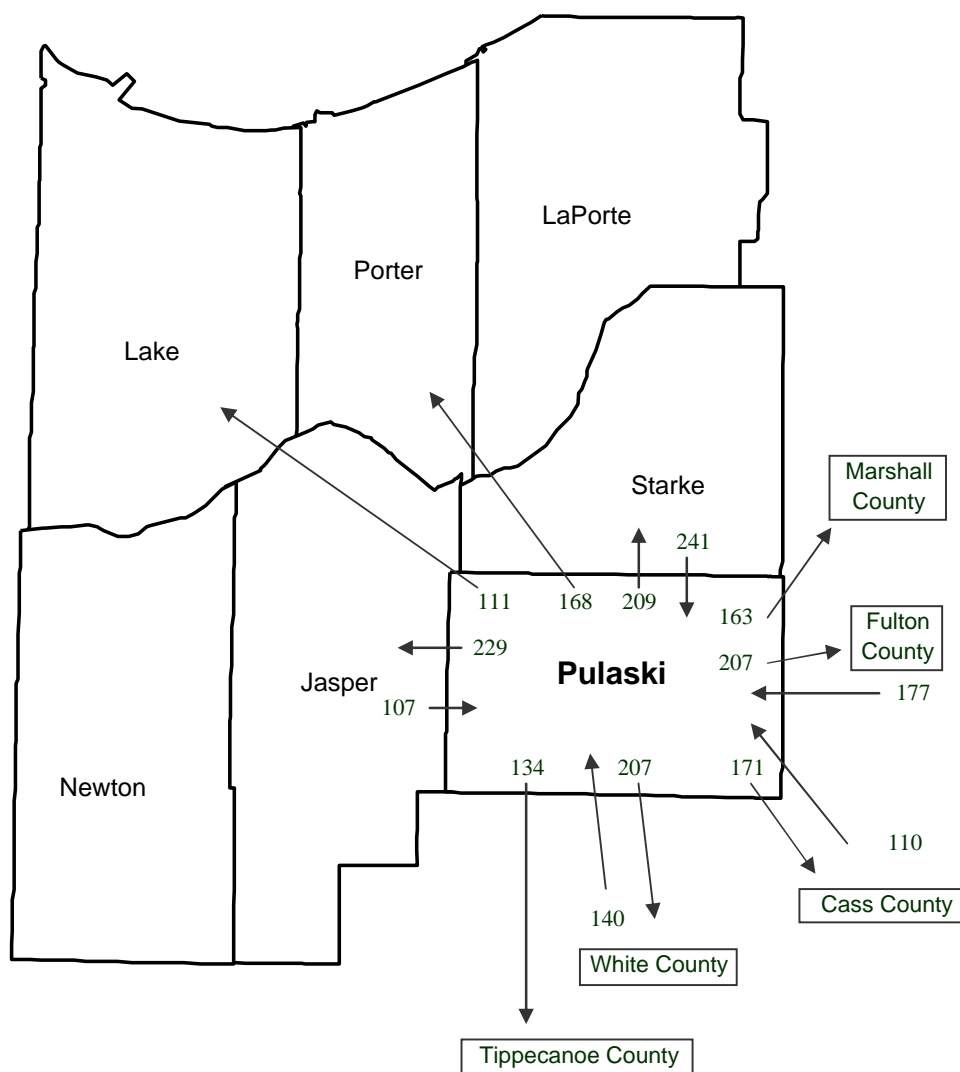 LaPorte
Porter
Lake
Starke
Marshall
County
241
111
168
209
163
Fulton
County
229
207
Jasper
Pulaski
107
177
Newton
134
207
171
110
Cass County
140
White County
Tippecanoe County